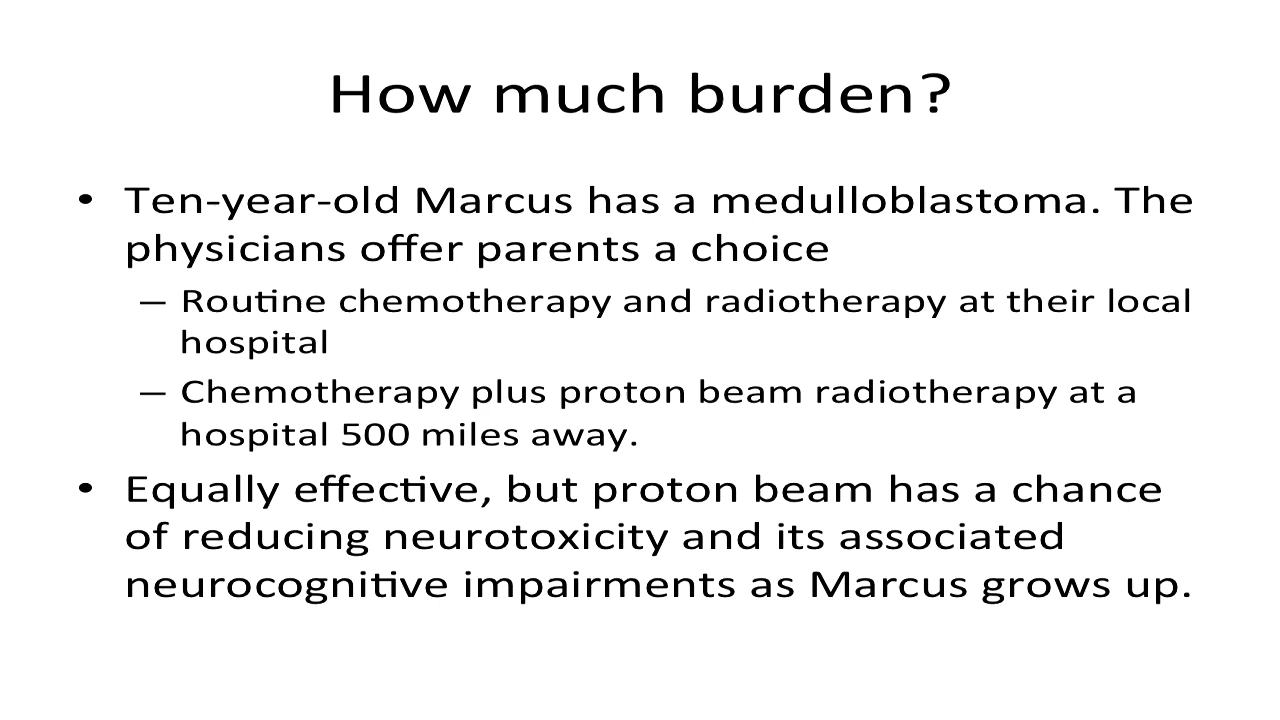 How much burden?
• Ten-year-old Marcus has a medulloblastoma. The
physicians offer parents a choice
– Routine chemotherapy and radiotherapy at their local
hospital
– Chemotherapy plus proton beam radiotherapy at a
hospital 500 miles away.
• Equally effective, but proton beam has a chance
of reducing neurotoxicity and its associated
neurocognitive impairments as Marcus grows up.